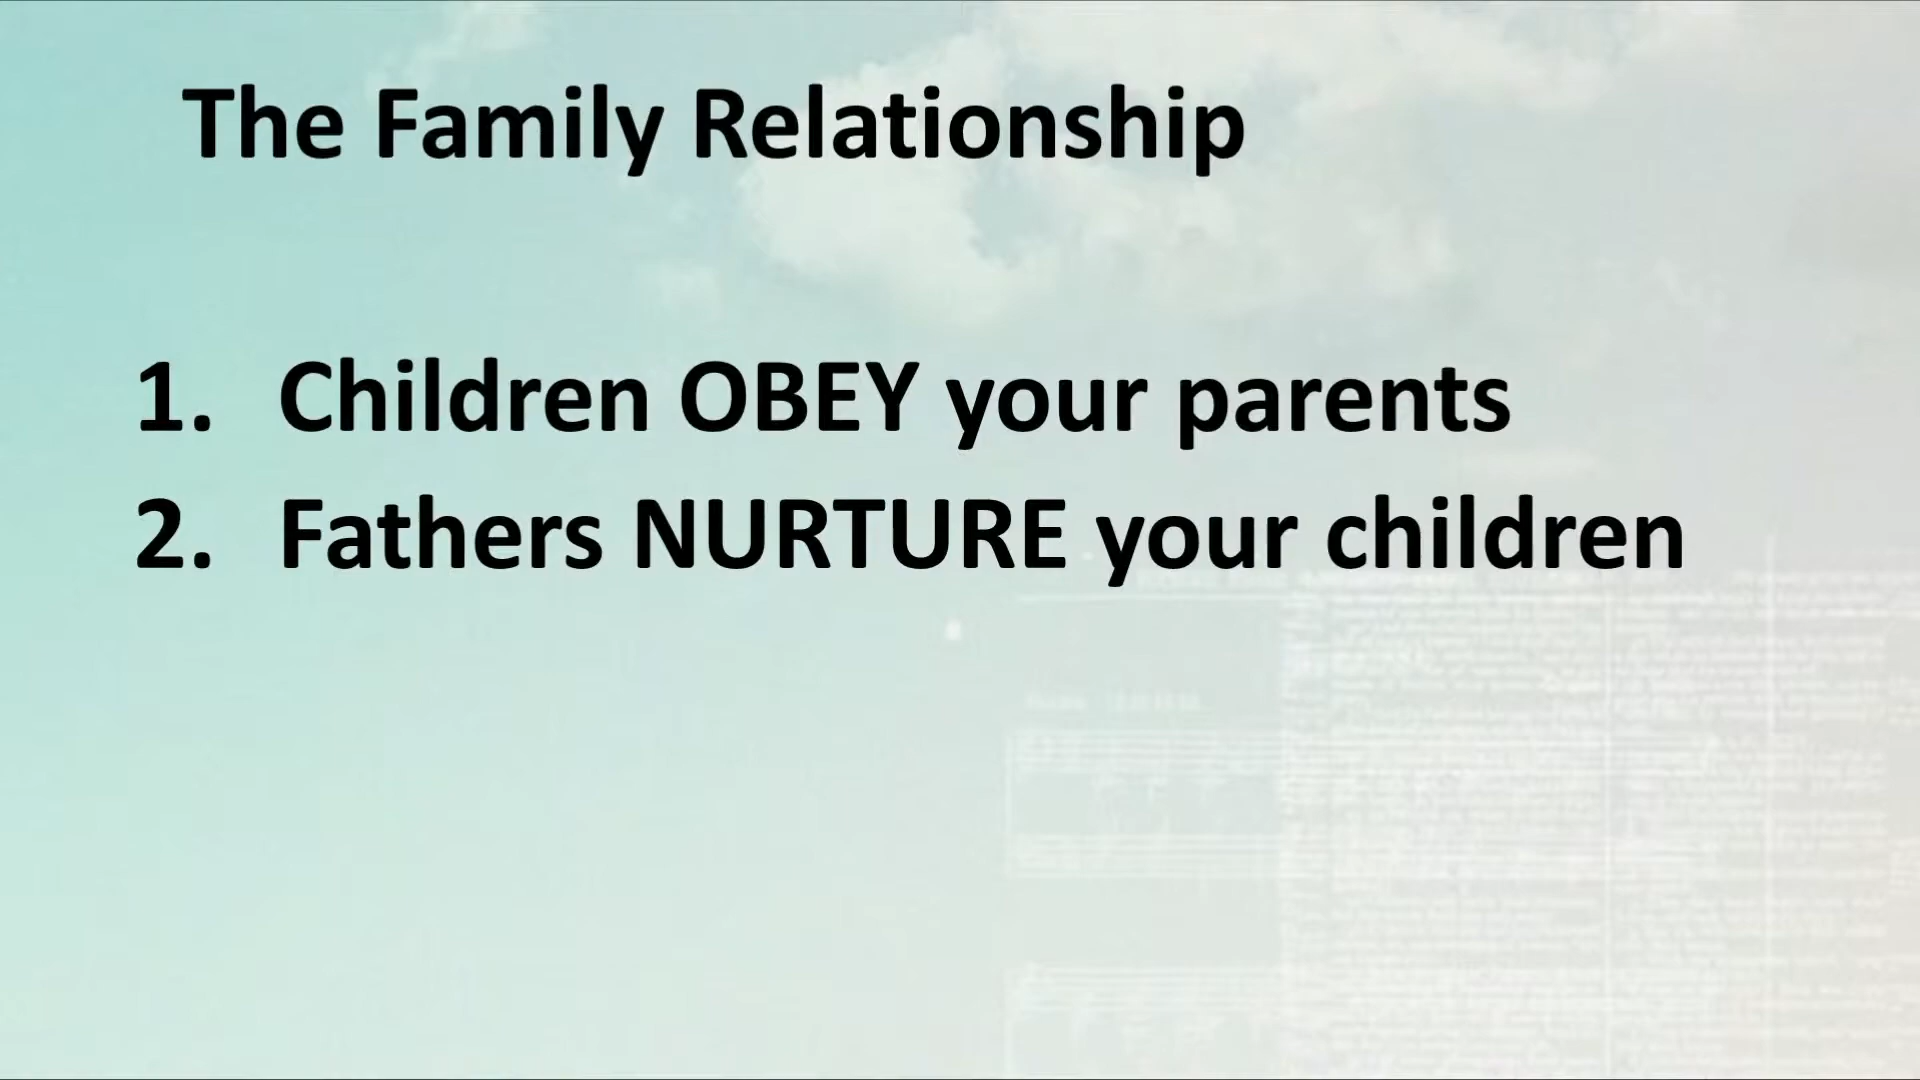 The Family Relationship
1. Children OBEY your parents
2. Fathers NURTURE your children